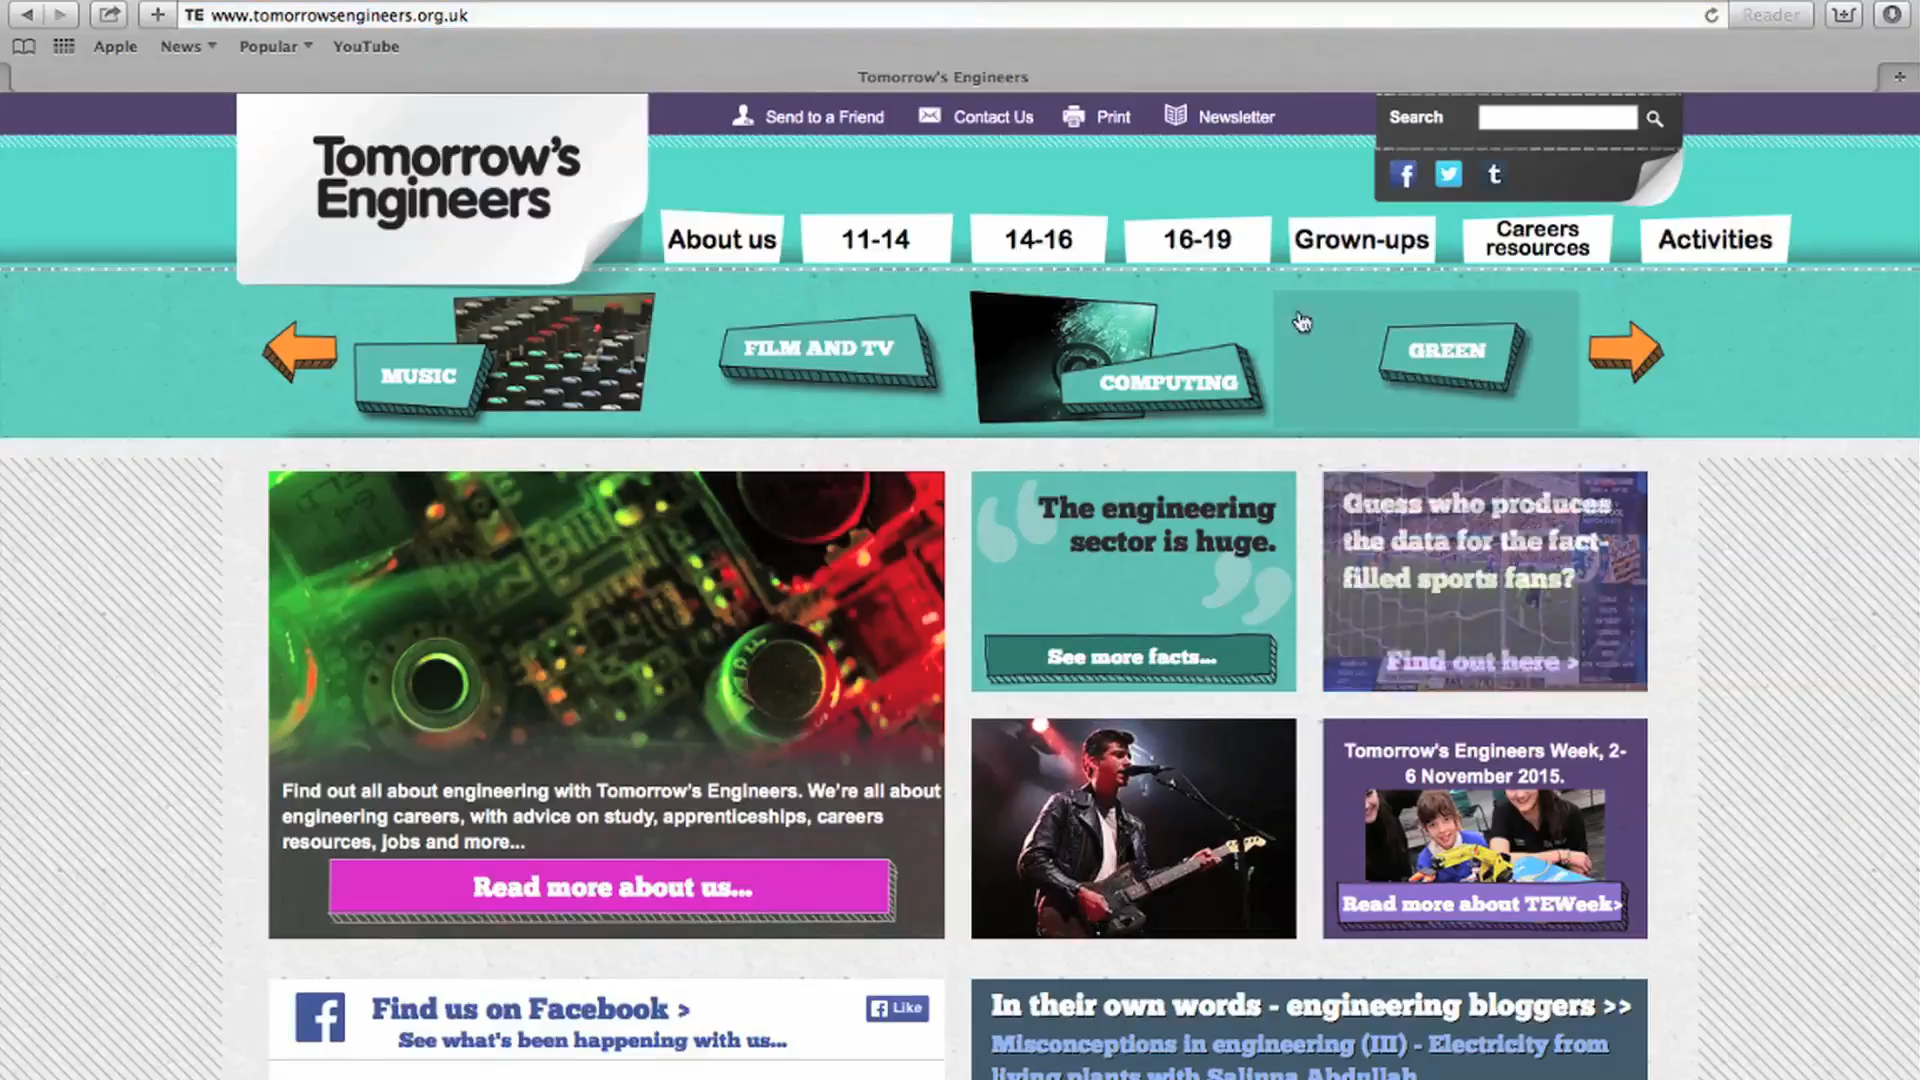 TE www.tomorrowsengineers.org.uk
Reader
Apple News Popular YouTube
Tomorrow's Engineers
Send to a Friend Contact Us Print Newsletter
Search
Tomorrow's
Engineers
About us
11-14
14-16
16-19
Grown-ups
Careers
resources
Activities
MUSIC
FILM AND TV
COMPUTING
GREEN
The engineering
sector is huge.
See more facts...
Guess who produces
the data for the fact-
filled sports fans?
Find out here >
Find out all about engineering with Tomorrow's Engineers. We're all about
engineering careers, with advice on study, apprenticeships, careers
resources, jobs and more...
Read more about us...
Tomorrow's Engineers Week, 2-
6 November 2015.
Read more about TEWeek>
Find us on Facebook >
Like
See what's been happening with us...
In their own words - engineering bloggers >>
Misconceptions in engineering (III) - Electricity from
living plants with Salinna Abdullah